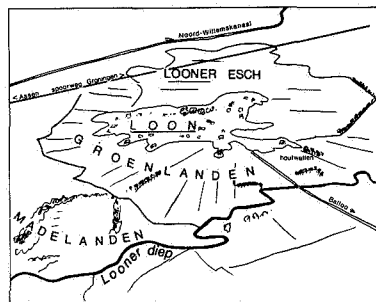 Noord-Willemskanaal
<Assen spoorweg Groningen>
LOONER ESCH
LOON
GROENLANDEN
houtwallen
Balloo
MADELANDEN
Looner diep